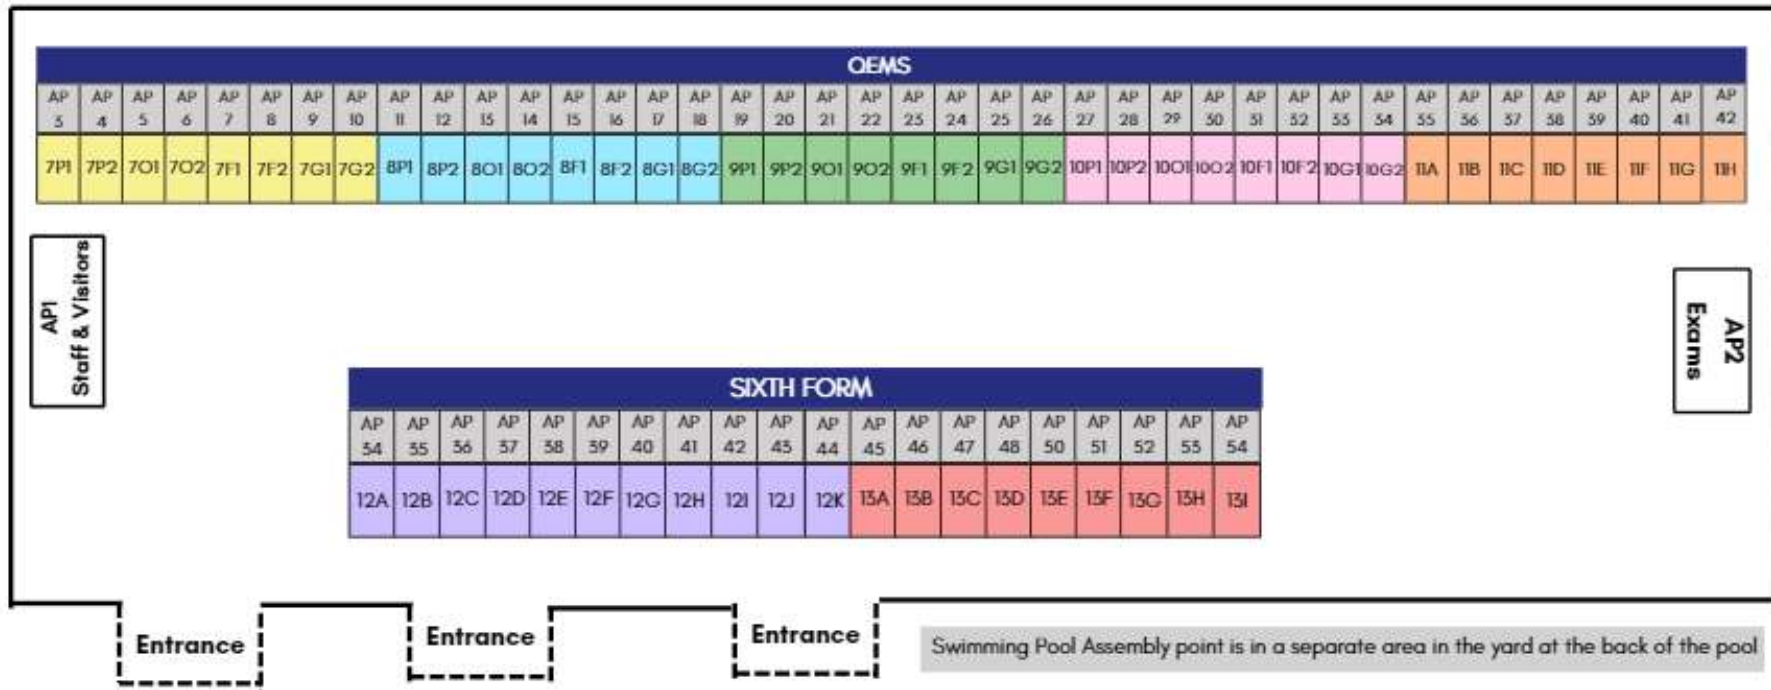 QEMS
AP AP AP AP AP AP AP AP AP AP AP AP AP AP AP AP AP AP AP AP AP AP AP AP AP AP AP AP AP AP AP AP AP AP AP AP AP AP AP AP
3 4 5 6 7 8 9 10 11 12 13 14 15 16 17 18 19 20 21 22 23 24 25 26 27 28 29 30 31 32 33 34 35 36 37 38 39 40 41 42
7P1 7P2 7O1 7O2 7F1 7F2 7G1 7G2 8P1 8P2 8O1 8O2 8F1 8F2 8G1 8G2 9P1 9P2 9O1 9O2 9F1 9F2 9G1 9G2 10P1 10P2 10O1 10O2 10F1 10F2 10G1 10G2 11A 11B 11C 11D 11E 11F 11G 11H
AP1
Staff & Visitors
AP2
Exams
SIXTH FORM
AP AP AP AP AP AP AP AP AP AP AP AP AP AP AP AP AP AP AP AP
34 35 36 37 38 39 40 41 42 43 44 45 46 47 48 50 51 52 53 54
12A 12B 12C 12D 12E 12F 12G 12H 12I 12J 12K 13A 13B 13C 13D 13E 13F 13G 13H 13I
Entrance
Entrance
Entrance
Swimming Pool Assembly point is in a separate area in the yard at the back of the pool